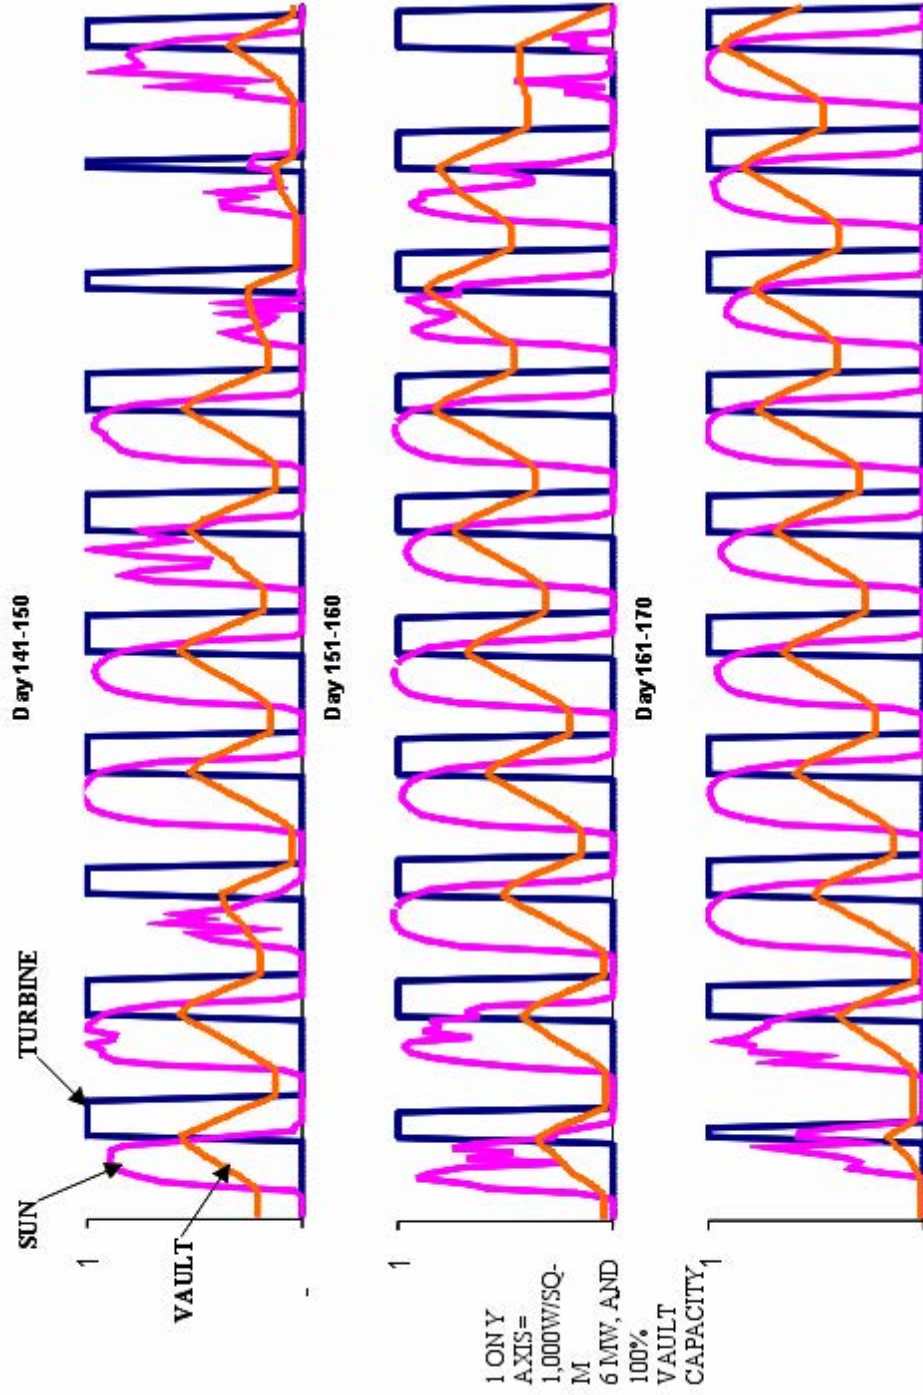 Day 141-150
SUN
TURBINE
VAULT
1
-
Day 151-160
1
1 ON Y
AXIS=
1,000W/SQ-
M
6 MW, AND
100%
VAULT
CAPACITY
Day 161-170
1